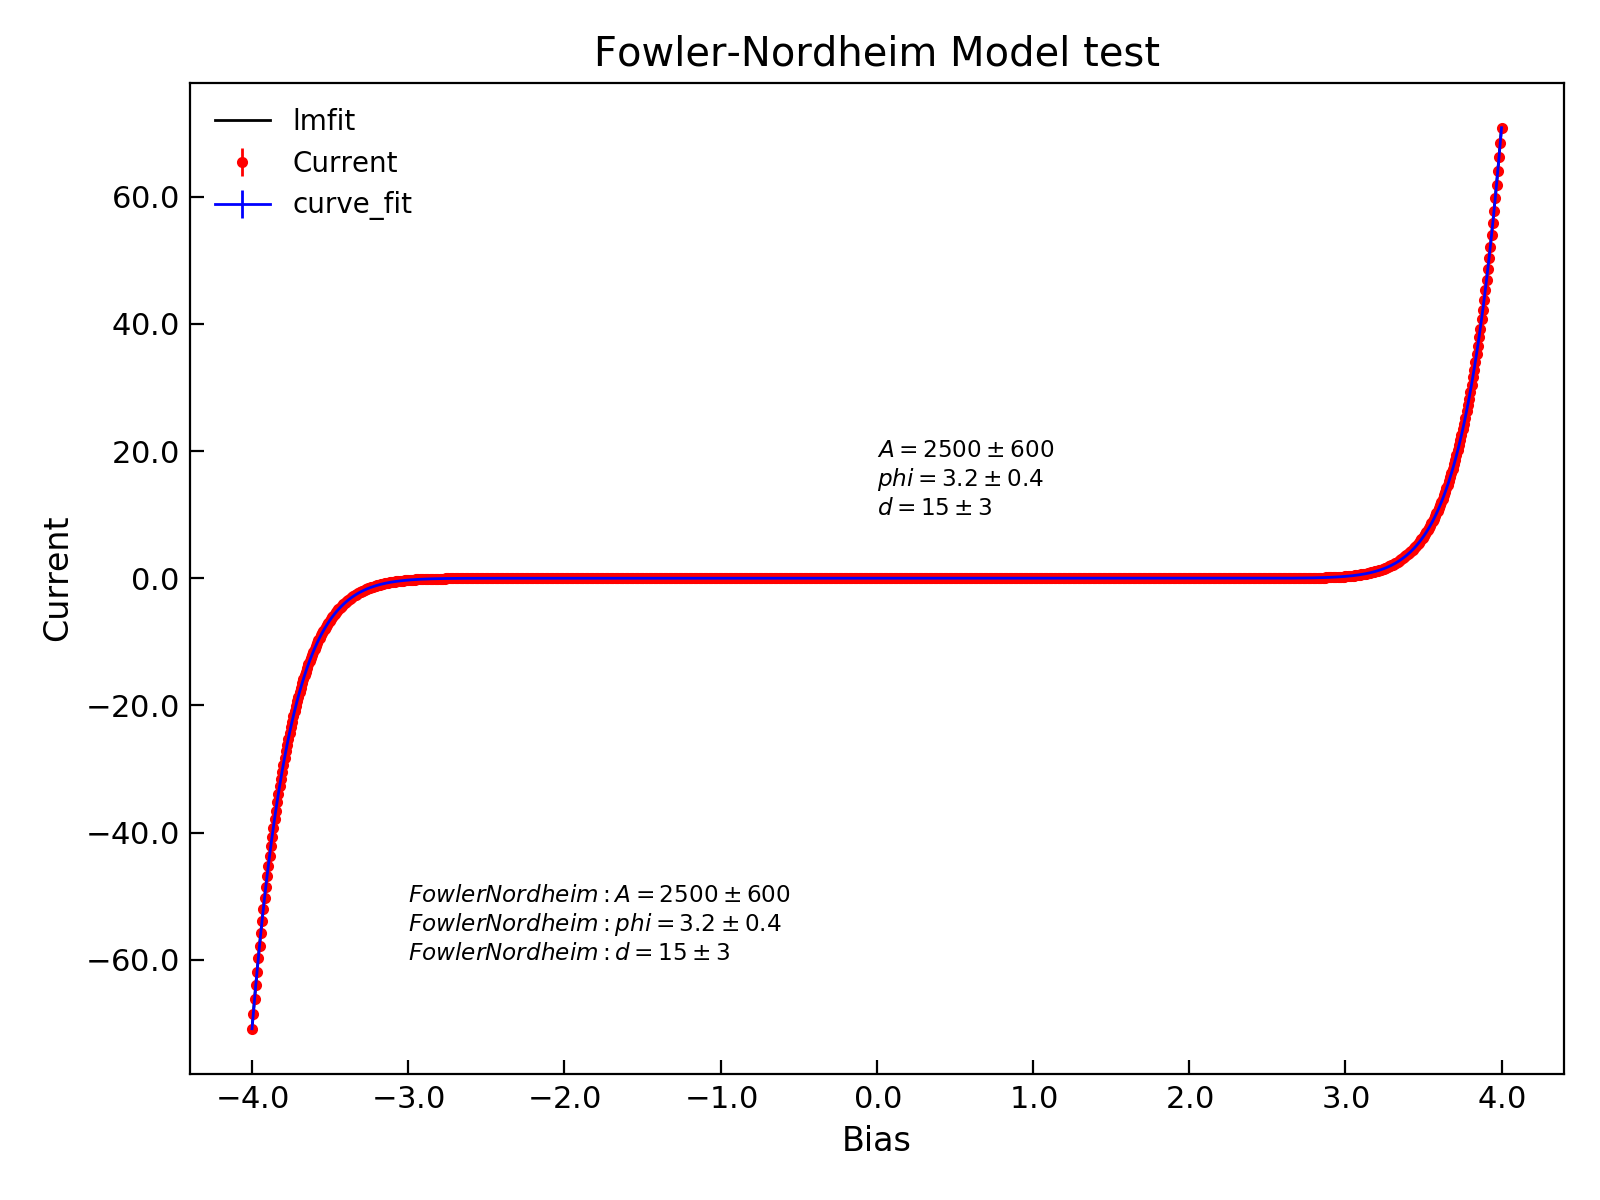 Fowler-Nordheim Model test
lmfit
Current
curve_fit
60.0
40.0
20.0
0.0
−20.0
−40.0
−60.0
Current
A = 2500 ± 600
phi = 3.2 ± 0.4
d = 15 ± 3
FowlerNordheim : A = 2500 ± 600
FowlerNordheim : phi = 3.2 ± 0.4
FowlerNordheim : d = 15 ± 3
−4.0 −3.0 −2.0 −1.0 0.0 1.0 2.0 3.0 4.0
Bias